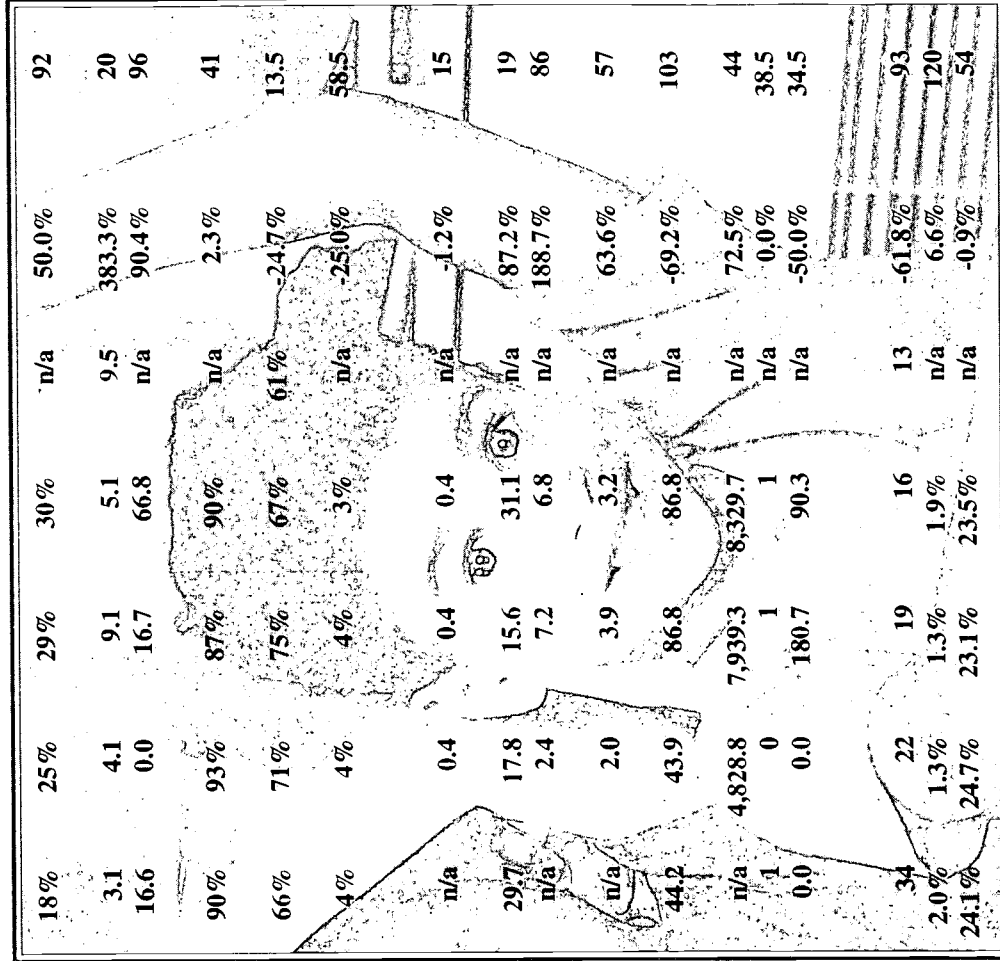 18% 25% 29% 30% n/a 50.0% 92
3.1 4.1 9.1 5.1 9.5 383.3% 20
16.6 0.0 16.7 66.8 n/a 90.4% 96
90% 93% 87% 90% n/a 2.3% 41
66% 71% 75% 67% 61% -24.7% 13.5
4% 4% 4% 3% n/a -25.0% 58.5
n/a 0.4 0.4 0.4 n/a -1.2% 15
29.7 17.8 15.6 31.1 n/a 87.2% 19
n/a 2.4 7.2 6.8 n/a 188.7% 86
n/a 2.0 3.9 3.2 n/a 63.6% 57
44.2 43.9 86.8 86.8 n/a -69.2% 103
n/a 4,828.8 7,939.3 8,329.7 n/a 72.5% 44
1 0 1 1 n/a 0.0% 38.5
0.0 0.0 180.7 90.3 n/a -50.0% 34.5
34 22 19 16 13 -61.8% 93
2.0% 1.3% 1.3% 1.9% n/a 6.6% 120
24.1% 24.7% 23.1% 23.5% n/a -0.9% 54